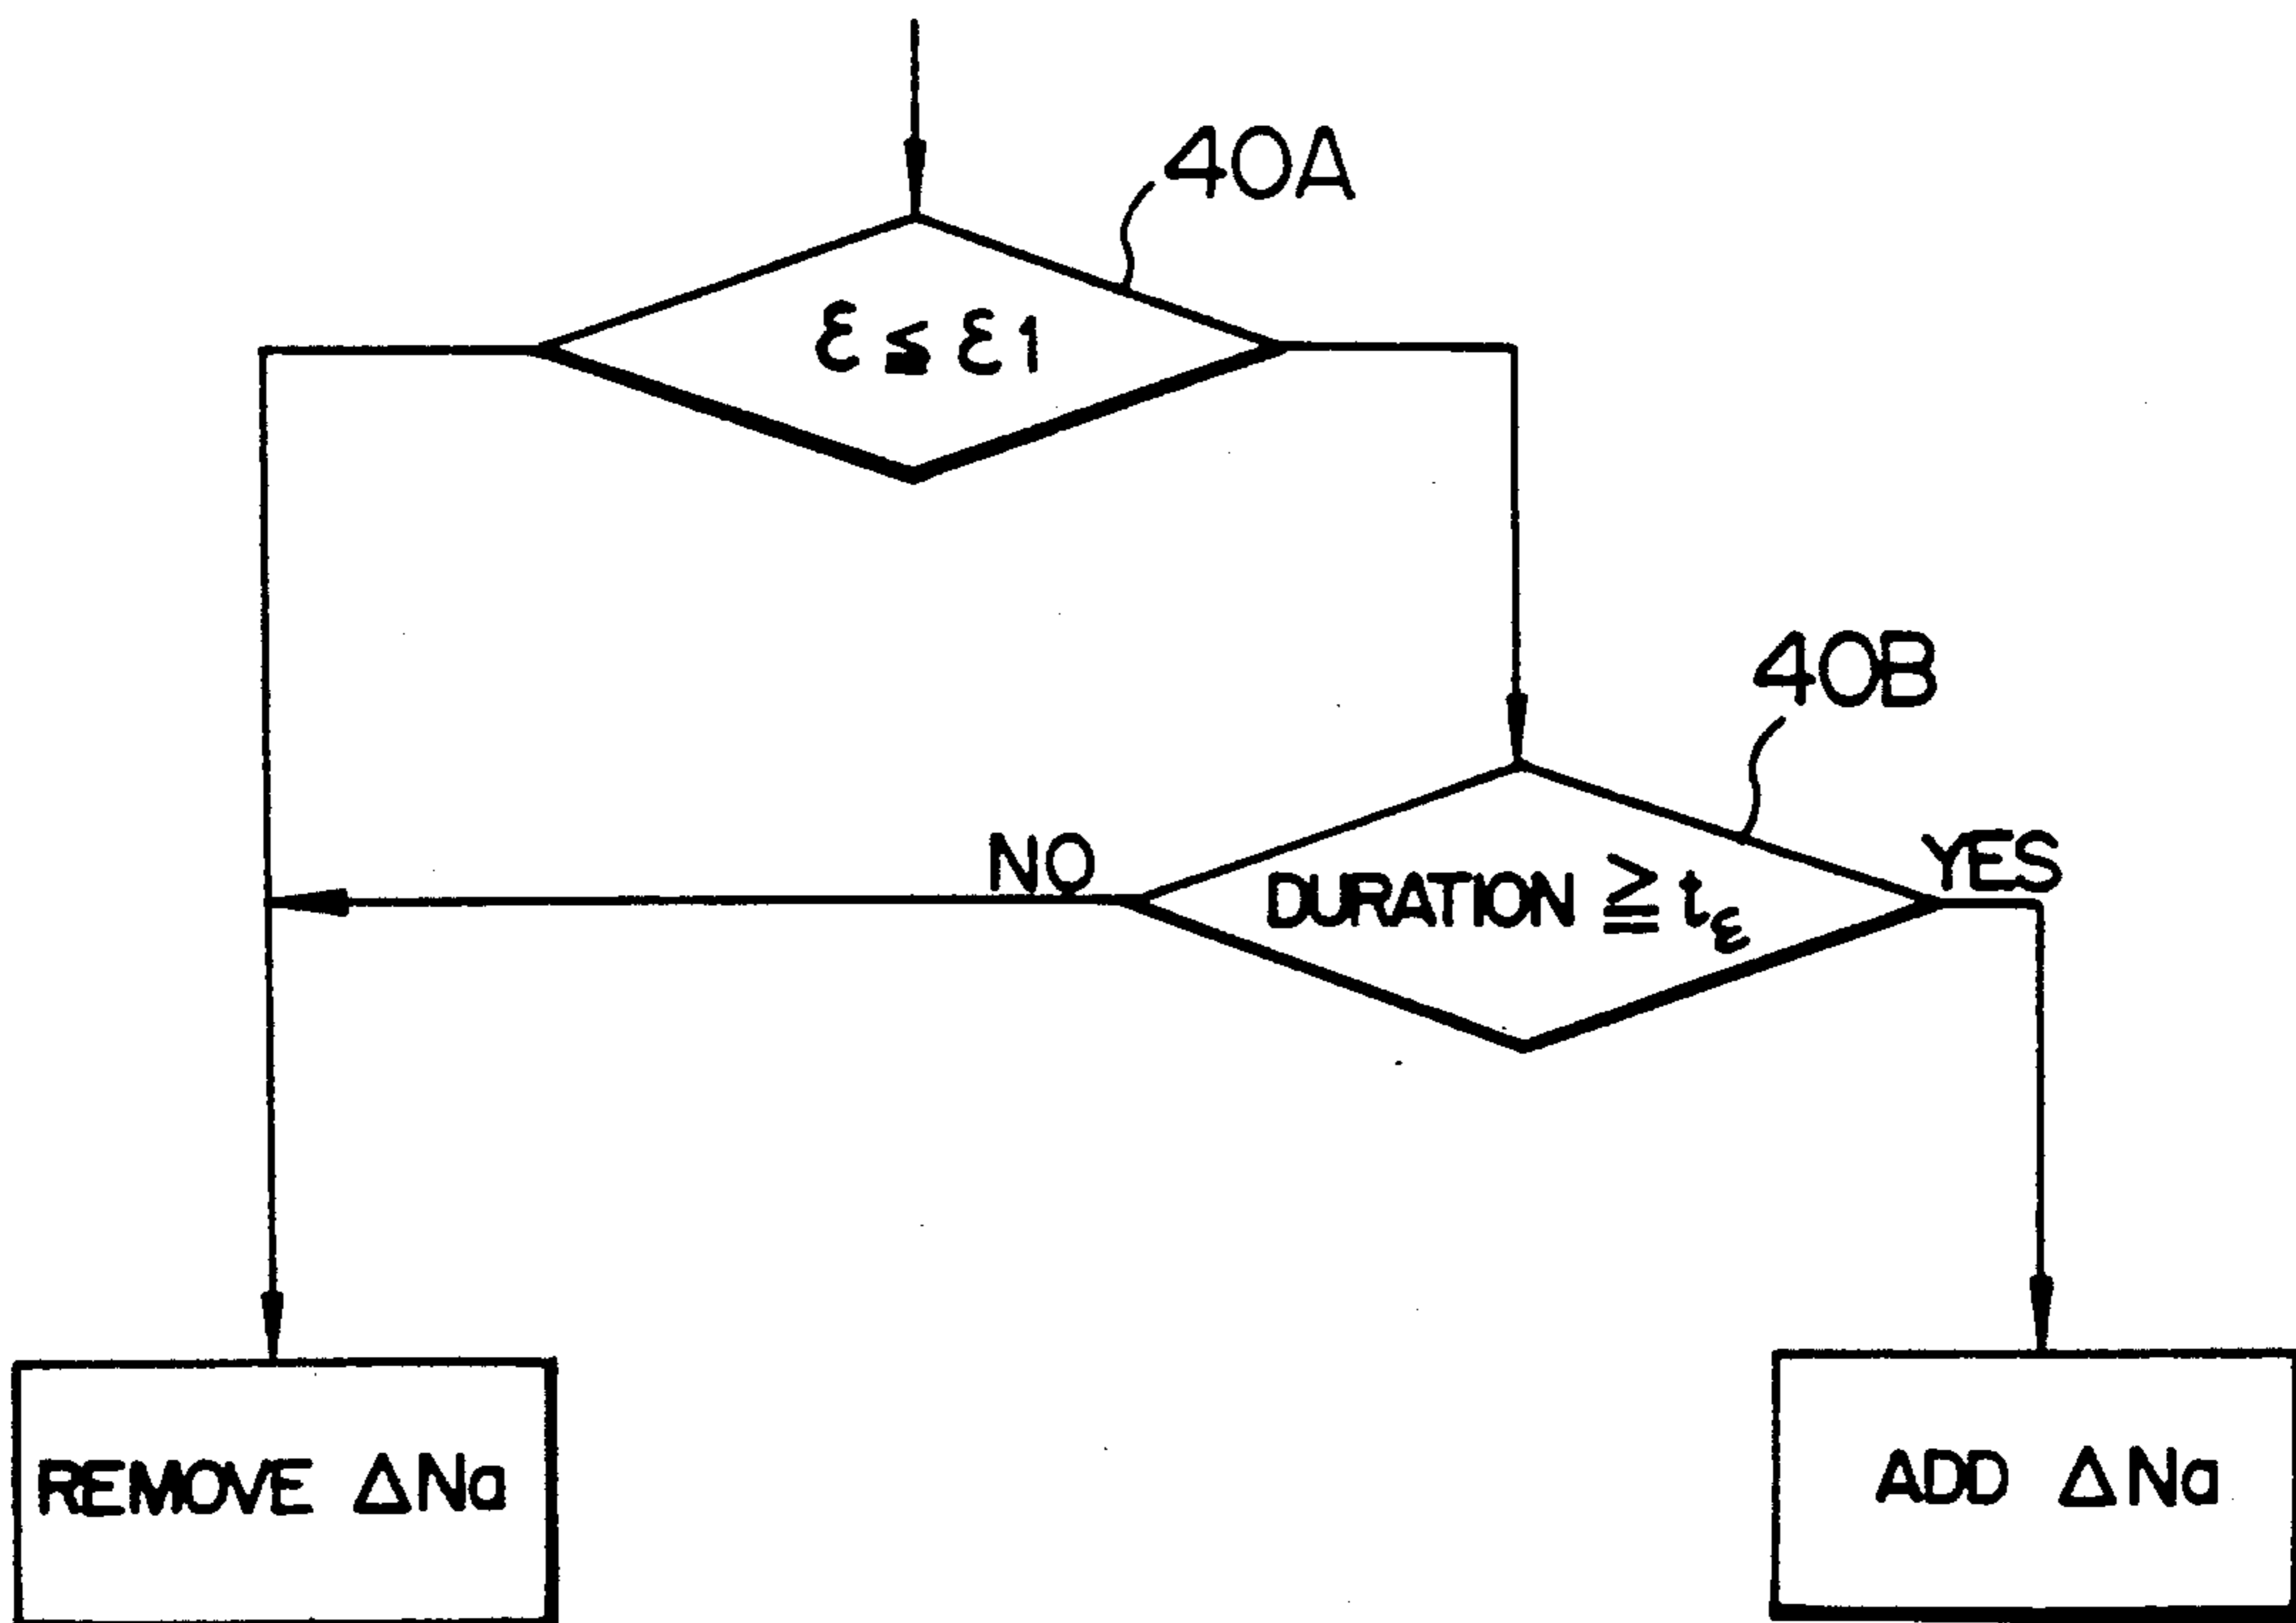 40A
ε ≦ ε1
40B
NO
YES
DURATION ≧ tε
REMOVE ΔNa
ADD ΔNa